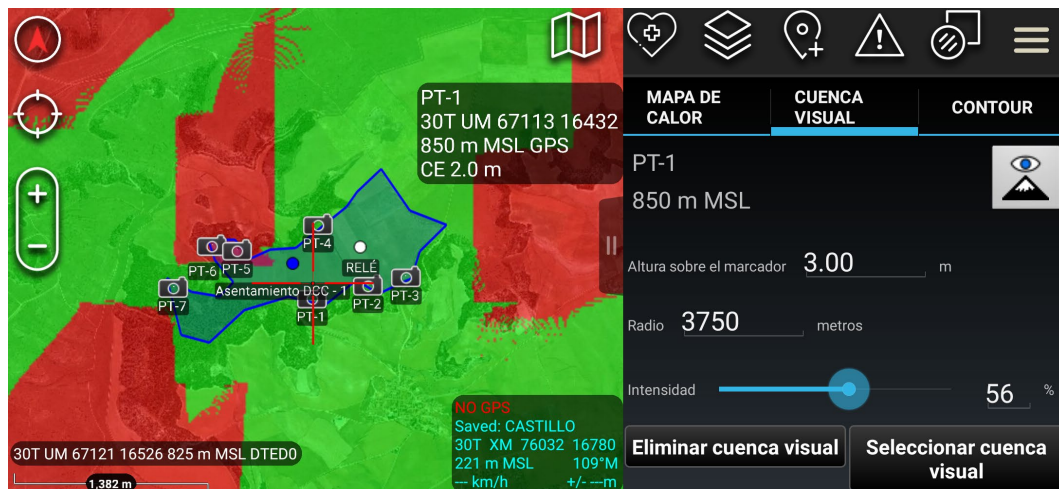 PT-1
30T UM 67113 16432
850 m MSL GPS
CE 2.0 m
PT-4
PT-6
PT-5
RELÉ
Asentamiento DCC - 1
PT-7
PT-1
PT-2
PT-3
NO GPS
Saved: CASTILLO
30T XM 76032 16780
221 m MSL 109°M
--- km/h +/- ---m
30T UM 67121 16526 825 m MSL DTED0
1,382 m
MAPA DE
CALOR
CUENCA
VISUAL
CONTOUR
PT-1
850 m MSL
Altura sobre el marcador 3.00 m
Radio 3750 metros
Intensidad 56 %
Eliminar cuenca visual
Seleccionar cuenca
visual